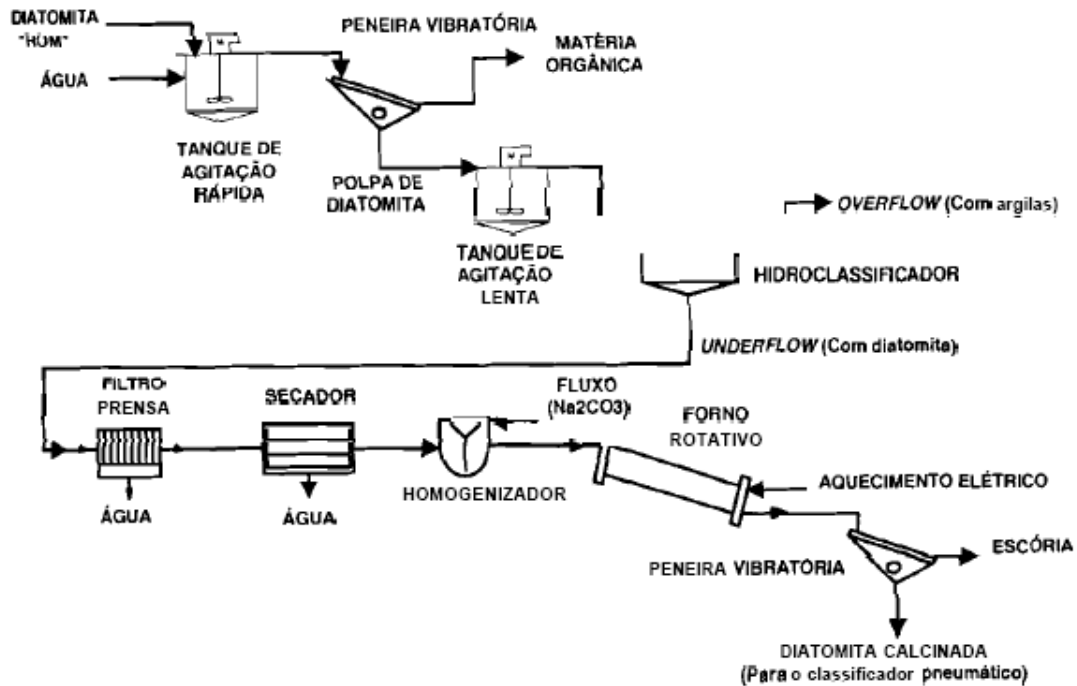 DIATOMITA
"ROM"
ÁGUA
TANQUE DE
AGITAÇÃO
RÁPIDA
PENEIRA VIBRATÓRIA
MATÉRIA
ORGÂNICA
POLPA DE
DIATOMITA
TANQUE DE
AGITAÇÃO
LENTA
OVERFLOW (Com argilas)
HIDROCLASSIFICADOR
UNDERFLOW (Com diatomita)
FILTRO
PRENSA
ÁGUA
SECADOR
ÁGUA
HOMOGENIZADOR
FLUXO
(Na2CO3)
FORNO
ROTATIVO
AQUECIMENTO ELÉTRICO
PENEIRA VIBRATÓRIA
ESCÓRIA
DIATOMITA CALCINADA
(Para o classificador pneumático)